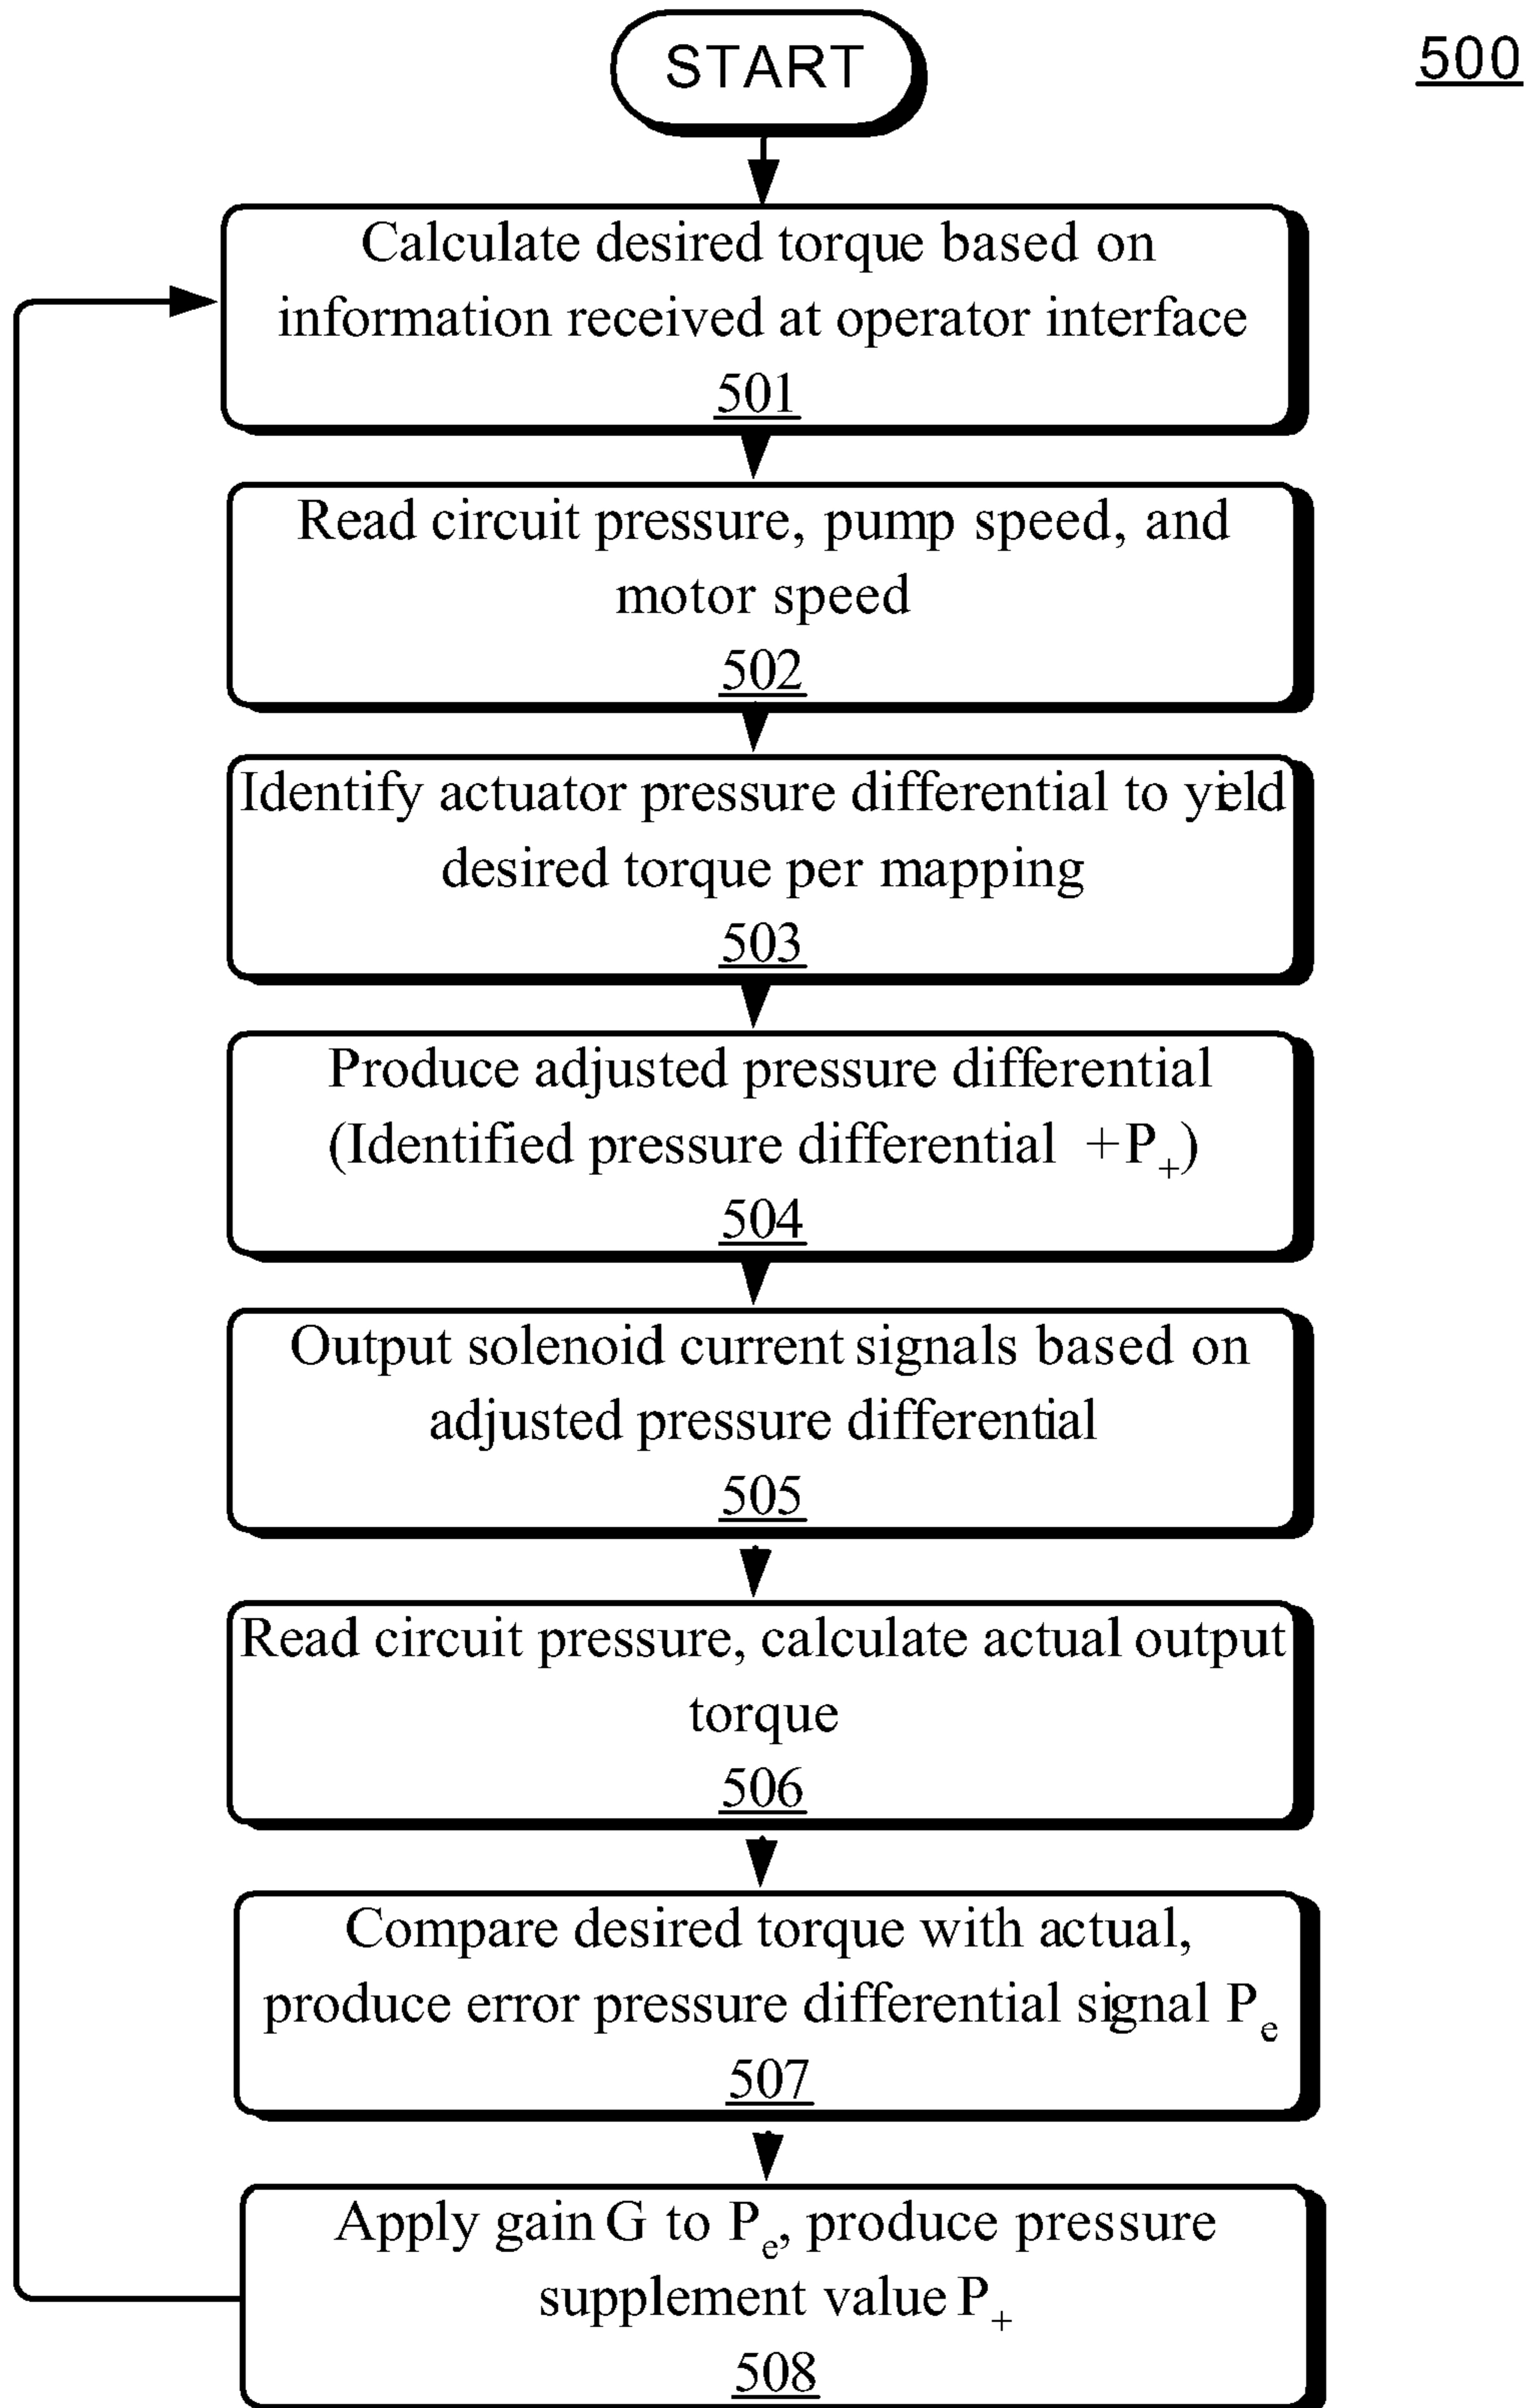 START
500
Calculate desired torque based on
information received at operator interface
501
Read circuit pressure, pump speed, and
motor speed
502
Identify actuator pressure differential to yield
desired torque per mapping
503
Produce adjusted pressure differential
(Identified pressure differential +P+)
504
Output solenoid current signals based on
adjusted pressure differential
505
Read circuit pressure, calculate actual output
torque
506
Compare desired torque with actual,
produce error pressure differential signal Pe
507
Apply gain G to Pe, produce pressure
supplement value P+
508